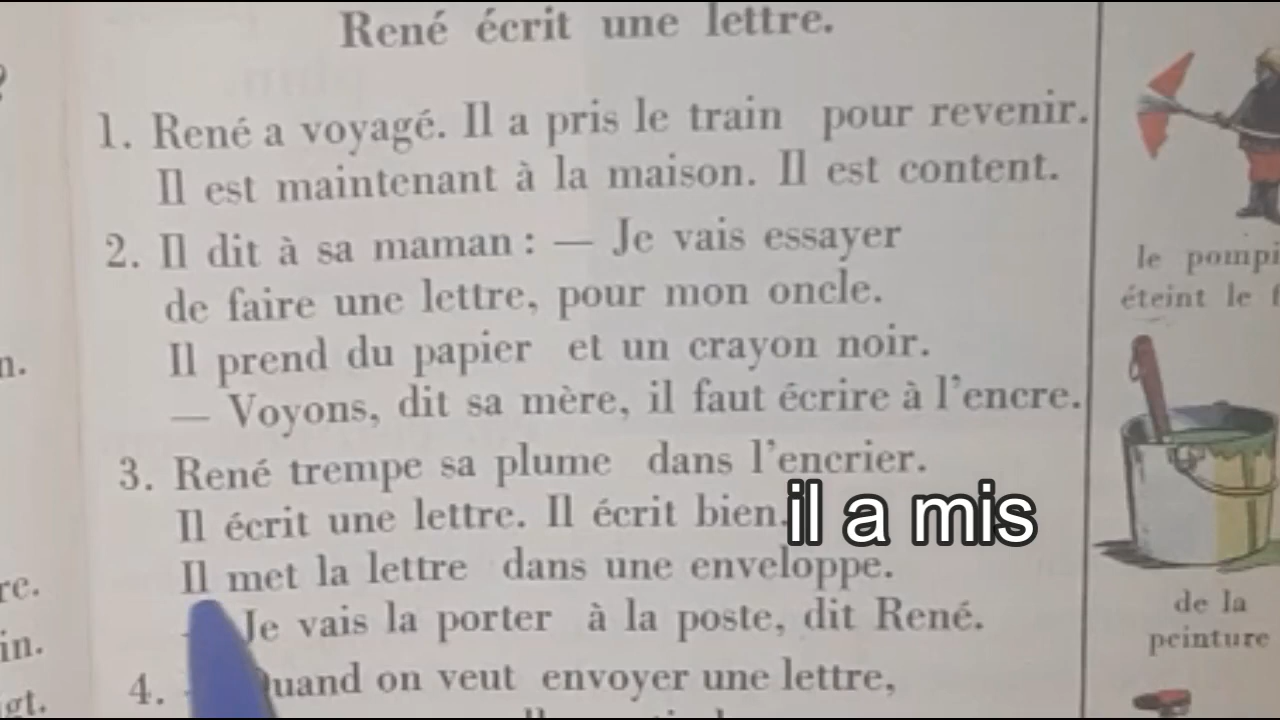 René écrit une lettre.
1. René a voyagé. Il a pris le train pour revenir.
Il est maintenant à la maison. Il est content.
2. Il dit à sa maman : — Je vais essayer
de faire une lettre, pour mon oncle.
Il prend du papier et un crayon noir.
— Voyons, dit sa mère, il faut écrire à l'encre.
3. René trempe sa plume dans l'encrier.
Il écrit une lettre. Il écrit bien.
il a mis
Il met la lettre dans une enveloppe.
Je vais la porter à la poste, dit René.
4. uand on veut envoyer une lettre,
?
n.
re.
in.
gt.
le pompi
éteint le f
de la
peinture